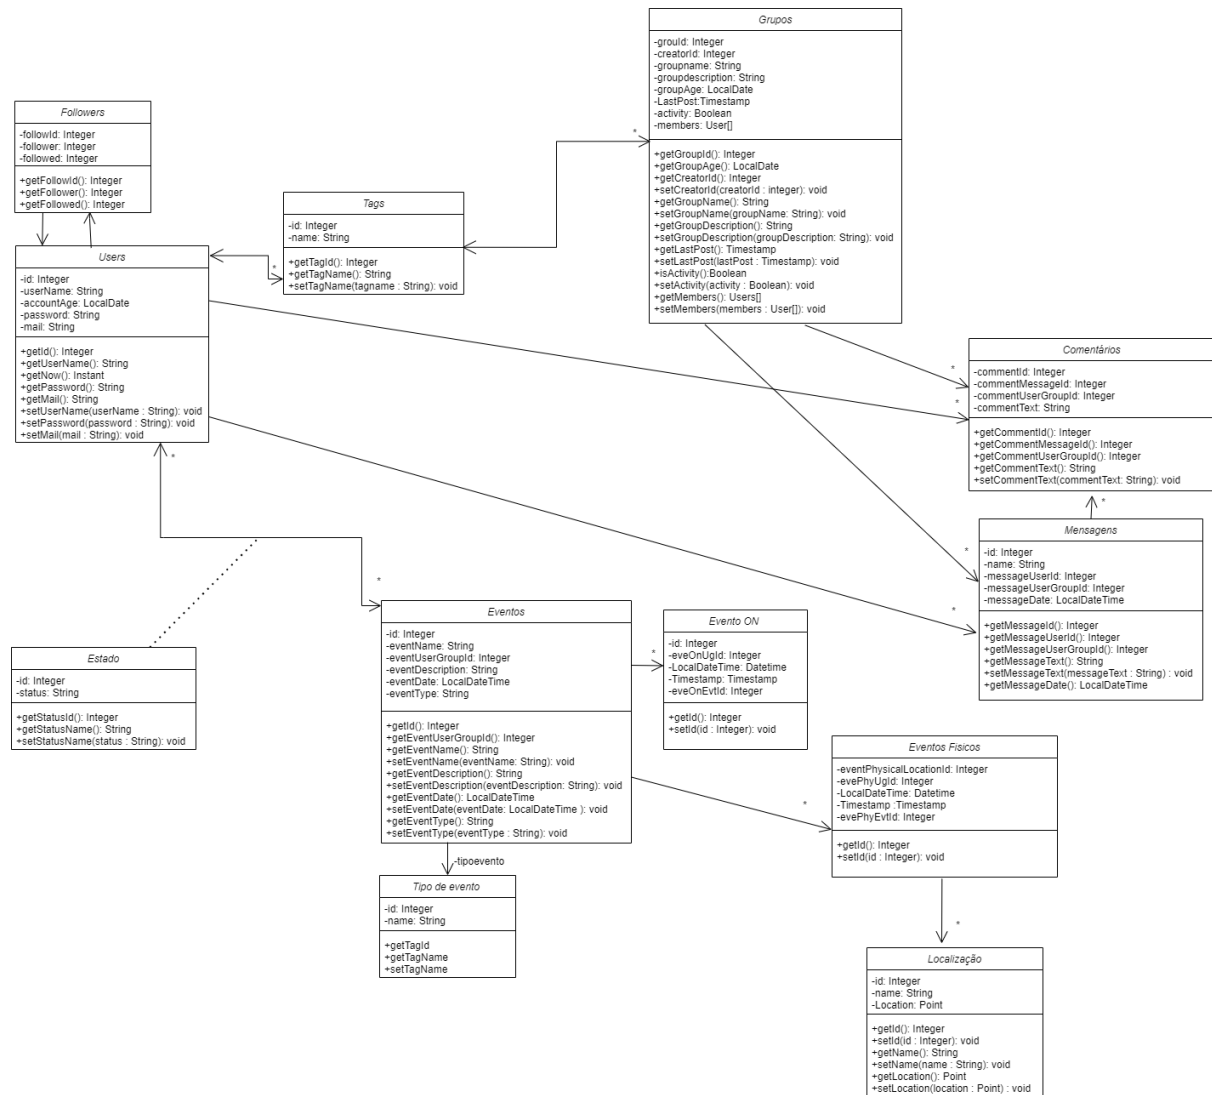 Grupos
-grouId: Integer
-creatorId: Integer
-groupname: String
-groupdescription: String
-groupAge: LocalDate
-LastPost:Timestamp
-activity: Boolean
-members: User[]
+getGroupId(): Integer
+getGroupAge(): LocalDate
+getCreatorId(): Integer
+setCreatorId(creatorId : integer): void
+getGroupName(): String
+setGroupName(groupName: String): void
+getGroupDescription(): String
+setGroupDescription(groupDescription: String): void
+getLastPost(): Timestamp
+setLastPost(lastPost : Timestamp): void
+isActivity():Boolean
+setActivity(activity : Boolean): void
+getMembers(): Users[]
+setMembers(members : User[]): void
*
Followers
-followId: Integer
-follower: Integer
-followed: Integer
+getFollowId(): Integer
+getFollower(): Integer
+getFollowed(): Integer
Tags
-id: Integer
-name: String
+getTagId(): Integer
+getTagName(): String
+setTagName(tagname : String): void
*
Users
-id: Integer
-userName: String
-accountAge: LocalDate
-password: String
-mail: String
+getId(): Integer
+getUserName(): String
+getNow(): Instant
+getPassword(): String
+getMail(): String
+setUserName(userName : String): void
+setPassword(password : String): void
+setMail(mail : String): void
*
Comentários
-commentId: Integer
-commentMessageId: Integer
-commentUserGroupId: Integer
-commentText: String
+getCommentId(): Integer
+getCommentMessageId(): Integer
+getCommentUserGroupId(): Integer
+getCommentText(): String
+setCommentText(commentText: String): void
*
*
*
Mensagens
-id: Integer
-name: String
-messageUserId: Integer
-messageUserGroupId: Integer
-messageDate: LocalDateTime
+getMessageId(): Integer
+getMessageUserId(): Integer
+getMessageUserGroupId(): Integer
+getMessageText(): String
+setMessageText(messageText : String) : void
+getMessageDate(): LocalDateTime
*
*
Estado
-id: Integer
-status: String
+getStatusId(): Integer
+getStatusName(): String
+setStatusName(status : String): void
*
Eventos
-id: Integer
-eventName: String
-eventUserGroupId: Integer
-eventDescription: String
-eventDate: LocalDateTime
-eventType: String
+getId(): Integer
+getEventUserGroupId(): Integer
+getEventName(): String
+setEventName(eventName: String): void
+getEventDescription(): String
+setEventDescription(eventDescription: String): void
+getEventDate(): LocalDateTime
+setEventDate(eventDate: LocalDateTime ): void
+getEventType(): String
+setEventType(eventType : String): void
*
Evento ON
-id: Integer
-eveOnUgId: Integer
-LocalDateTime: Datetime
-Timestamp: Timestamp
-eveOnEvtId: Integer
+getId(): Integer
+setId(id : Integer): void
*
Eventos Fisicos
-eventPhysicalLocationId: Integer
-evePhyUgId: Integer
-LocalDateTime: Datetime
-Timestamp :Timestamp
-evePhyEvtId: Integer
+getId(): Integer
+setId(id : Integer): void
-tipoevento
Tipo de evento
-id: Integer
-name: String
+getTagId
+getTagName
+setTagName
*
Localização
-id: Integer
-name: String
-Location: Point
+getId(): Integer
+setId(id : Integer): void
+getName(): String
+setName(name : String): void
+getLocation(): Point
+setLocation(location : Point) : void